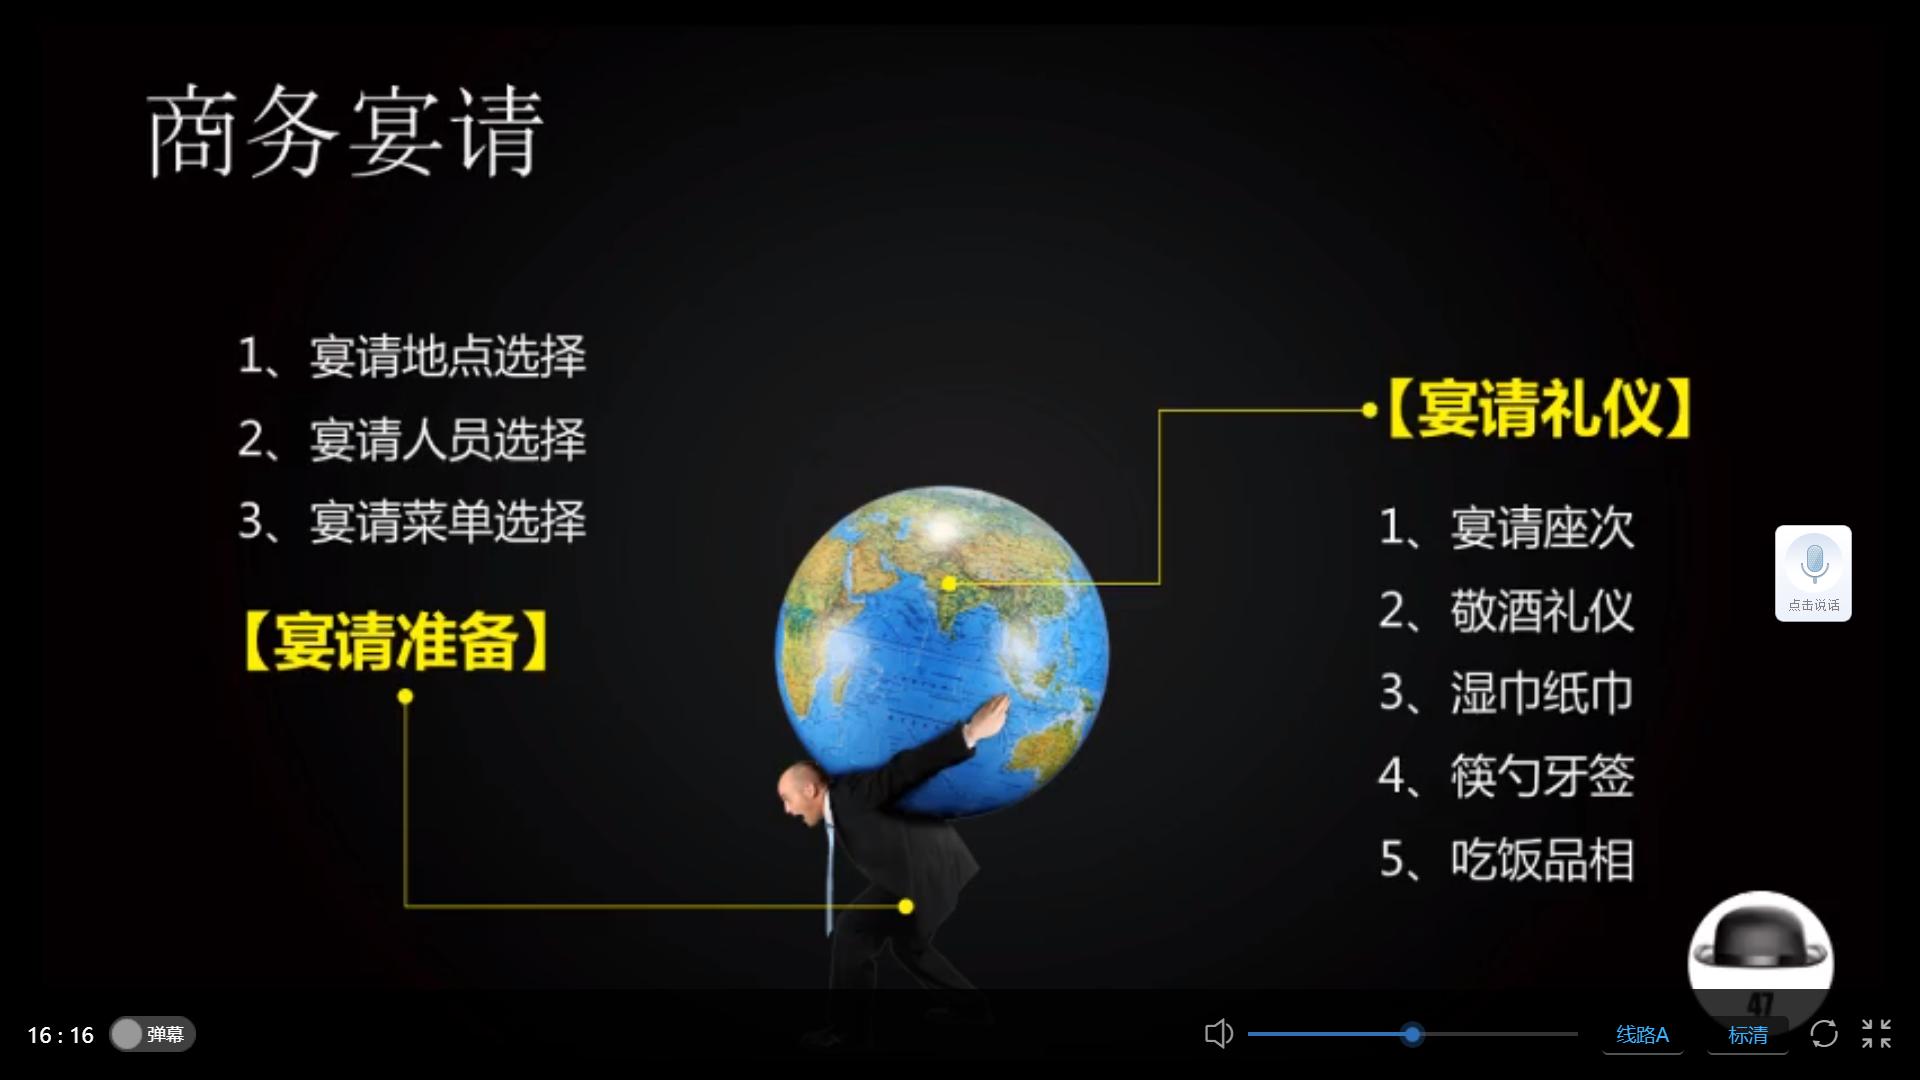 商务宴请
1、宴请地点选择
2、宴请人员选择
3、宴请菜单选择
【宴请准备】
【宴请礼仪】
1、宴请座次
2、敬酒礼仪
3、湿巾纸巾
4、筷勺牙签
5、吃饭品相
点击说话
47
16 : 16
弹幕
线路A
标清